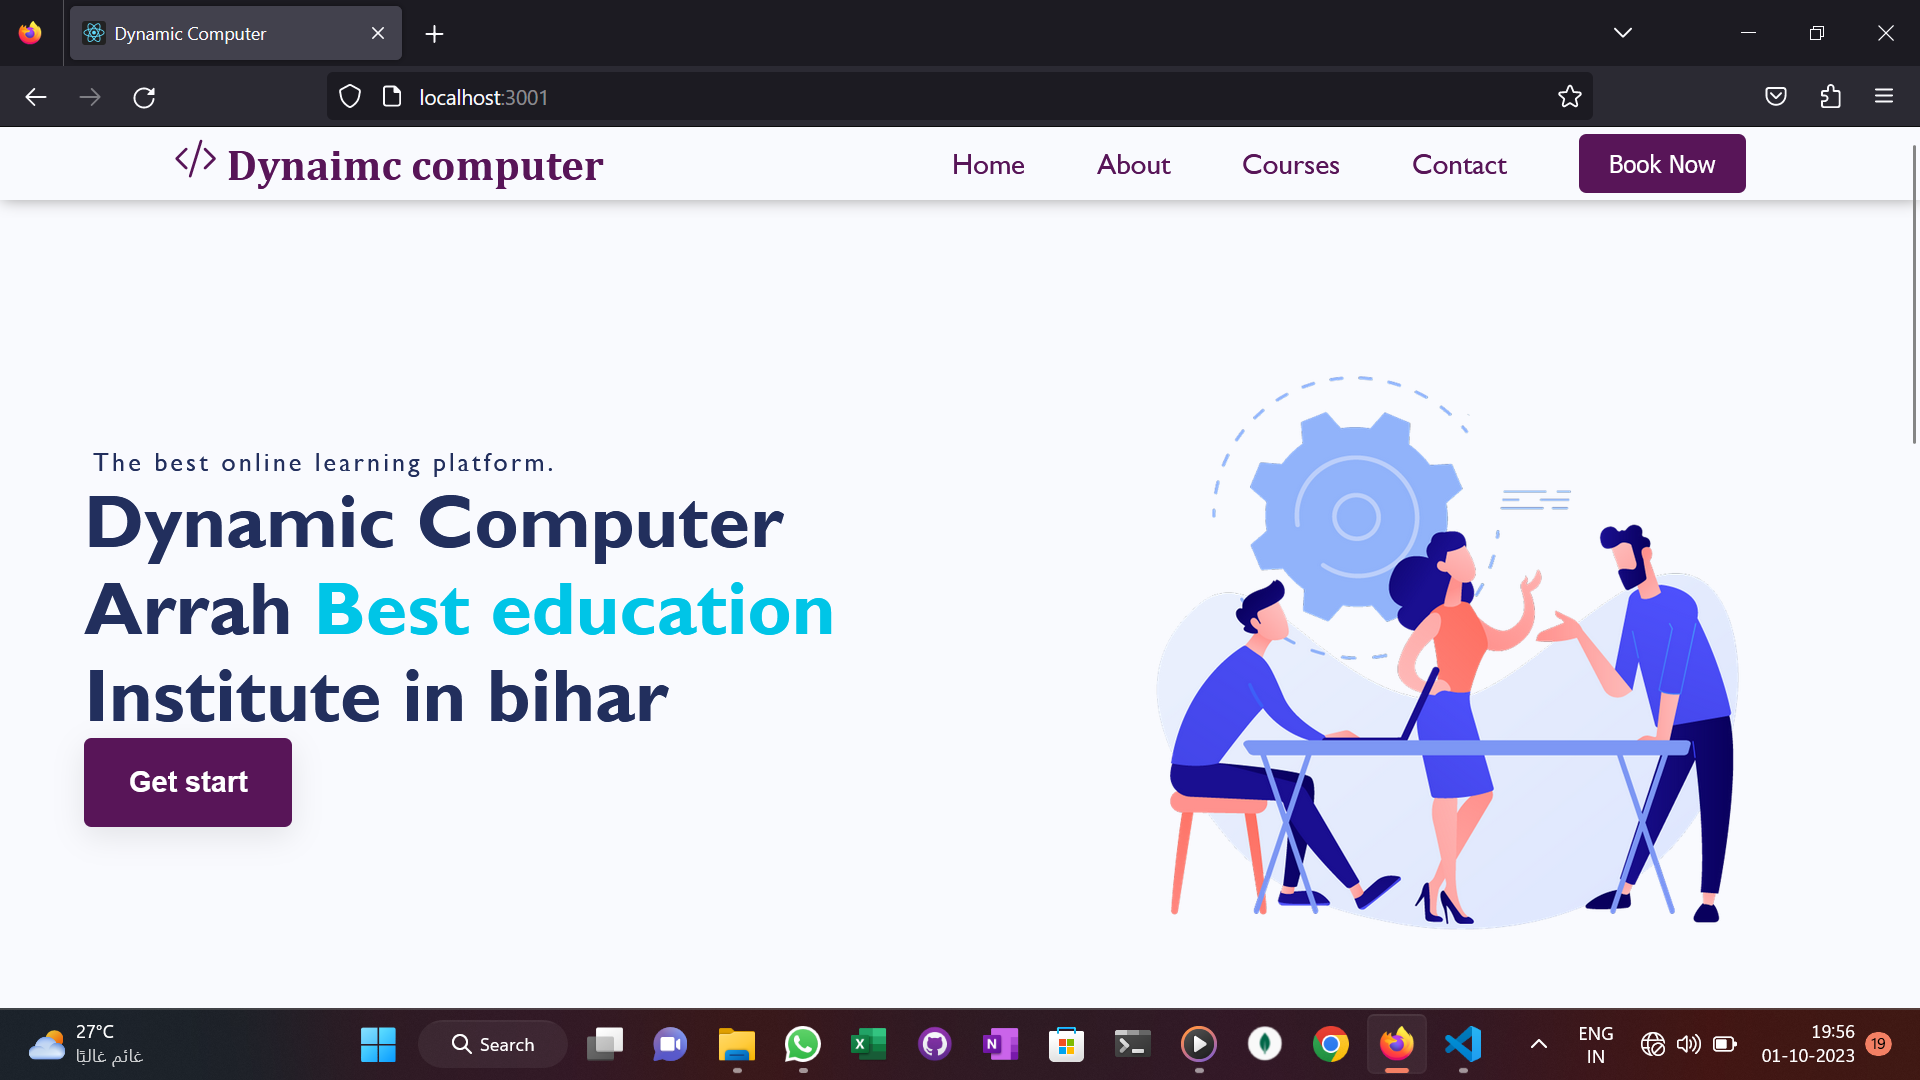 Dynamic Computer
localhost:3001
</> Dynaimc computer
Home
About
Courses
Contact
Book Now
The best online learning platform.
Dynamic Computer
Arrah Best education
Institute in bihar
Get start
27°C
غائم غالبًا
Search
ENG
IN
19:56
01-10-2023
19